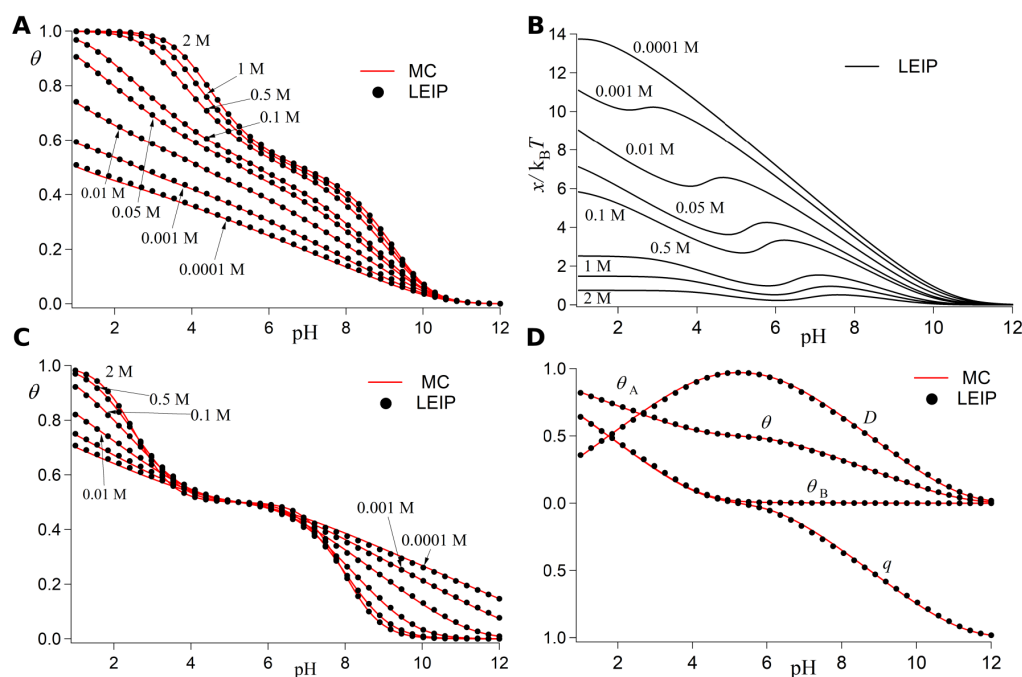 A
θ
1.0
0.8
0.6
0.4
0.2
0.0
2 M
1 M
0.5 M
0.1 M
0.01 M
0.05 M
0.001 M
0.0001 M
MC
LEIP
2
4
6
8
10
12
pH
B
x/ kBT
14
12
10
8
6
4
2
0
0.0001 M
0.001 M
0.01 M
0.05 M
0.1 M
0.5 M
1 M
2 M
LEIP
2
4
6
8
10
12
pH
C
θ
1.0
0.8
0.6
0.4
0.2
0.0
2 M
0.5 M
0.1 M
0.01 M
0.001 M
0.0001 M
MC
LEIP
2
4
6
8
10
12
pH
D
1.0
0.5
0.0
0.5
1.0
θA
θ
D
θB
q
MC
LEIP
2
4
6
8
10
12
pH